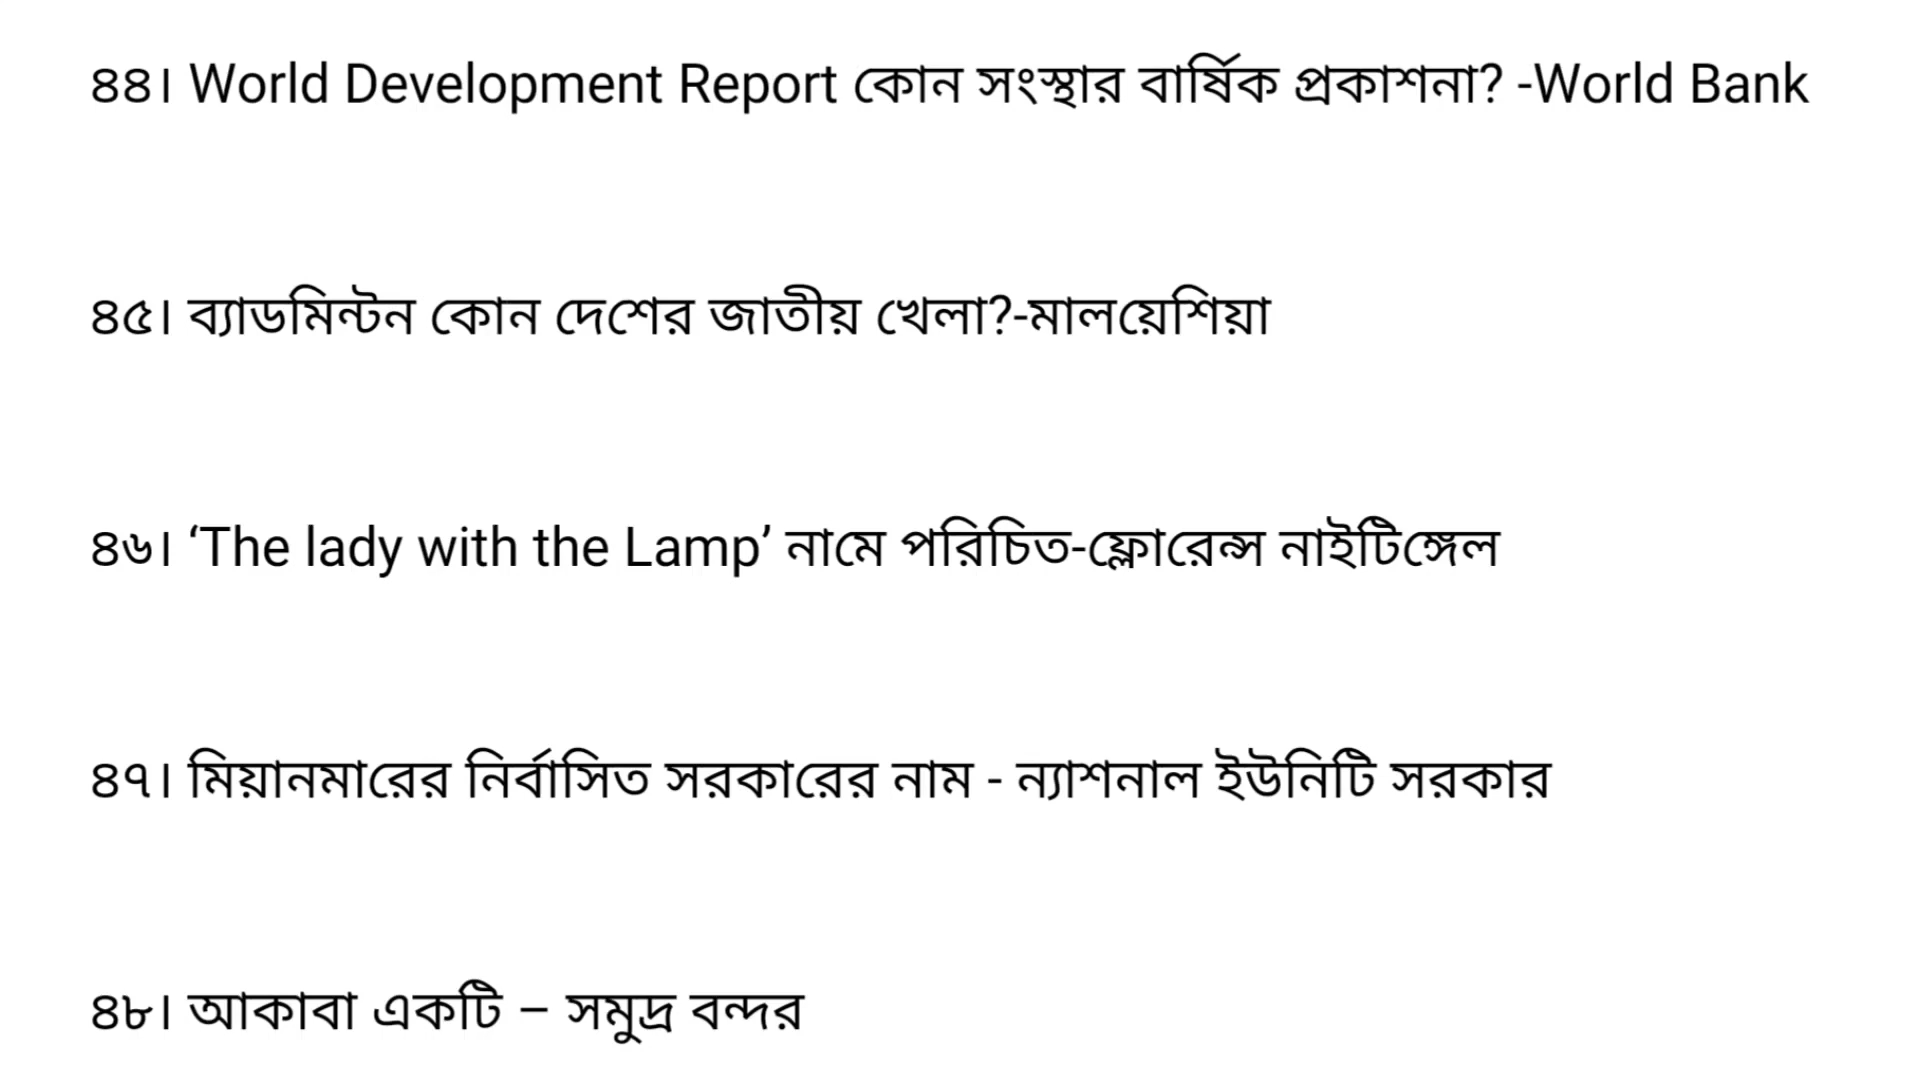 ৪৪। World Development Report কোন সংস্থার বার্ষিক প্রকাশনা? -World Bank
৪৫। ব্যাডমিন্টন কোন দেশের জাতীয় খেলা?-মালয়েশিয়া
৪৬। ‘The lady with the Lamp’ নামে পরিচিত-ফ্লোরেন্স নাইটিঙ্গেল
৪৭। মিয়ানমারের নির্বাসিত সরকারের নাম - ন্যাশনাল ইউনিটি সরকার
৪৮। আকাবা একটি – সমুদ্র বন্দর